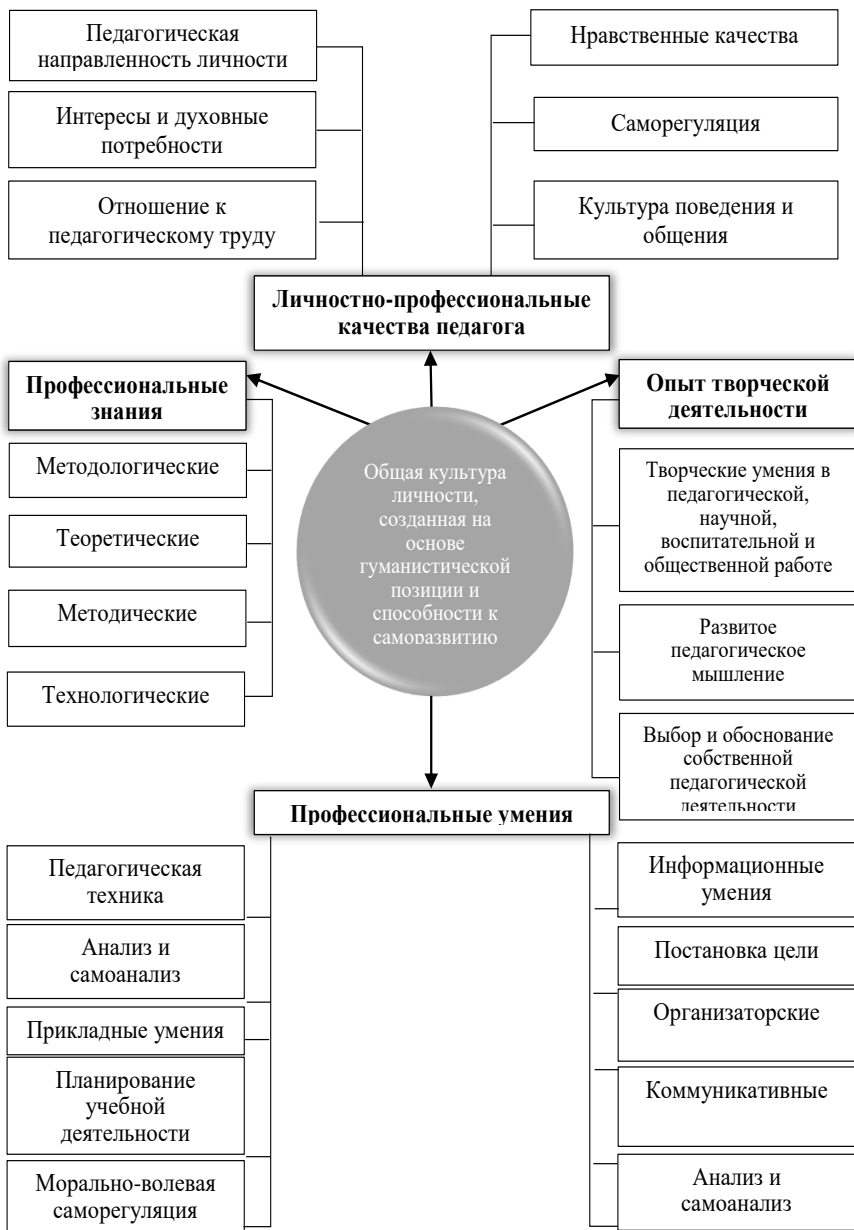 Педагогическая
направленность личности
Интересы и духовные
потребности
Отношение к
педагогическому труду
Нравственные качества
Саморегуляция
Культура поведения и
общения
Личностно-профессиональные
качества педагога
Профессиональные
знания
Методологические
Теоретические
Методические
Технологические
Общая культура
личности,
созданная на
основе
гуманистической
позиции и
способности к
саморазвитию
Опыт творческой
деятельности
Творческие умения в
педагогической,
научной,
воспитательной и
общественной работе
Развитое
педагогическое
мышление
Выбор и обоснование
собственной
педагогической
деятельности
Профессиональные умения
Педагогическая
техника
Анализ и
самоанализ
Прикладные умения
Планирование
учебной
деятельности
Морально-волевая
саморегуляция
Информационные
умения
Постановка цели
Организаторские
Коммуникативные
Анализ и
самоанализ